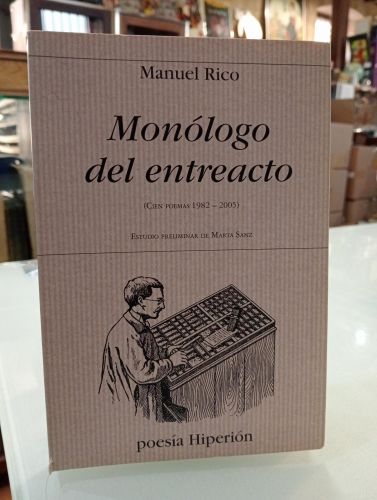 Manuel Rico
Monólogo
del entreacto
(Cien poemas 1982 – 2005)
Estudio preliminar de Marta Sanz
poesía Hiperión